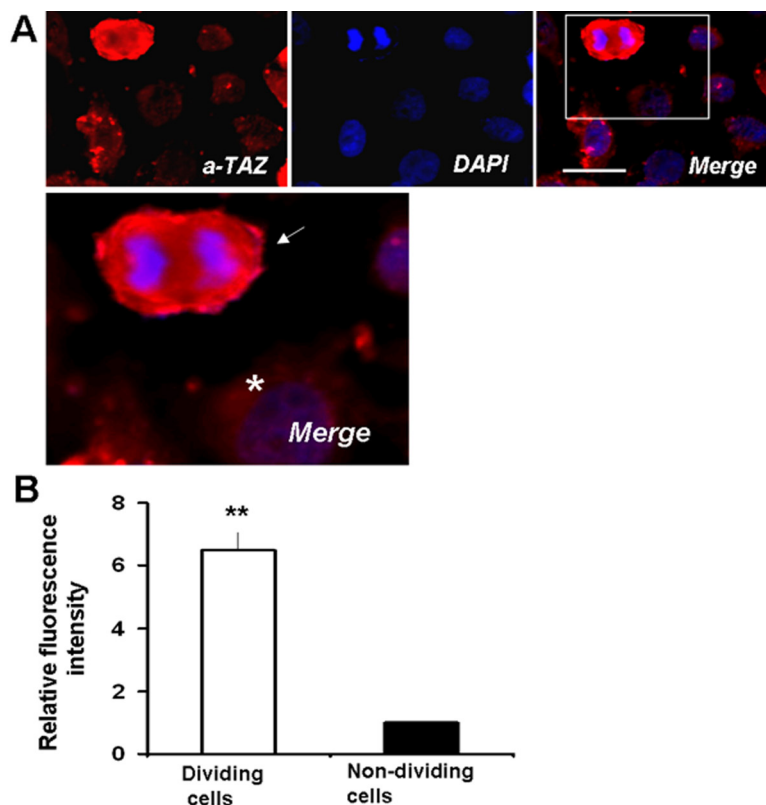 A
a-TAZ
DAPI
Merge
*
Merge
B
Relative fluorescence
intensity
8
6
4
2
0
**
Dividing
cells
Non-dividing
cells